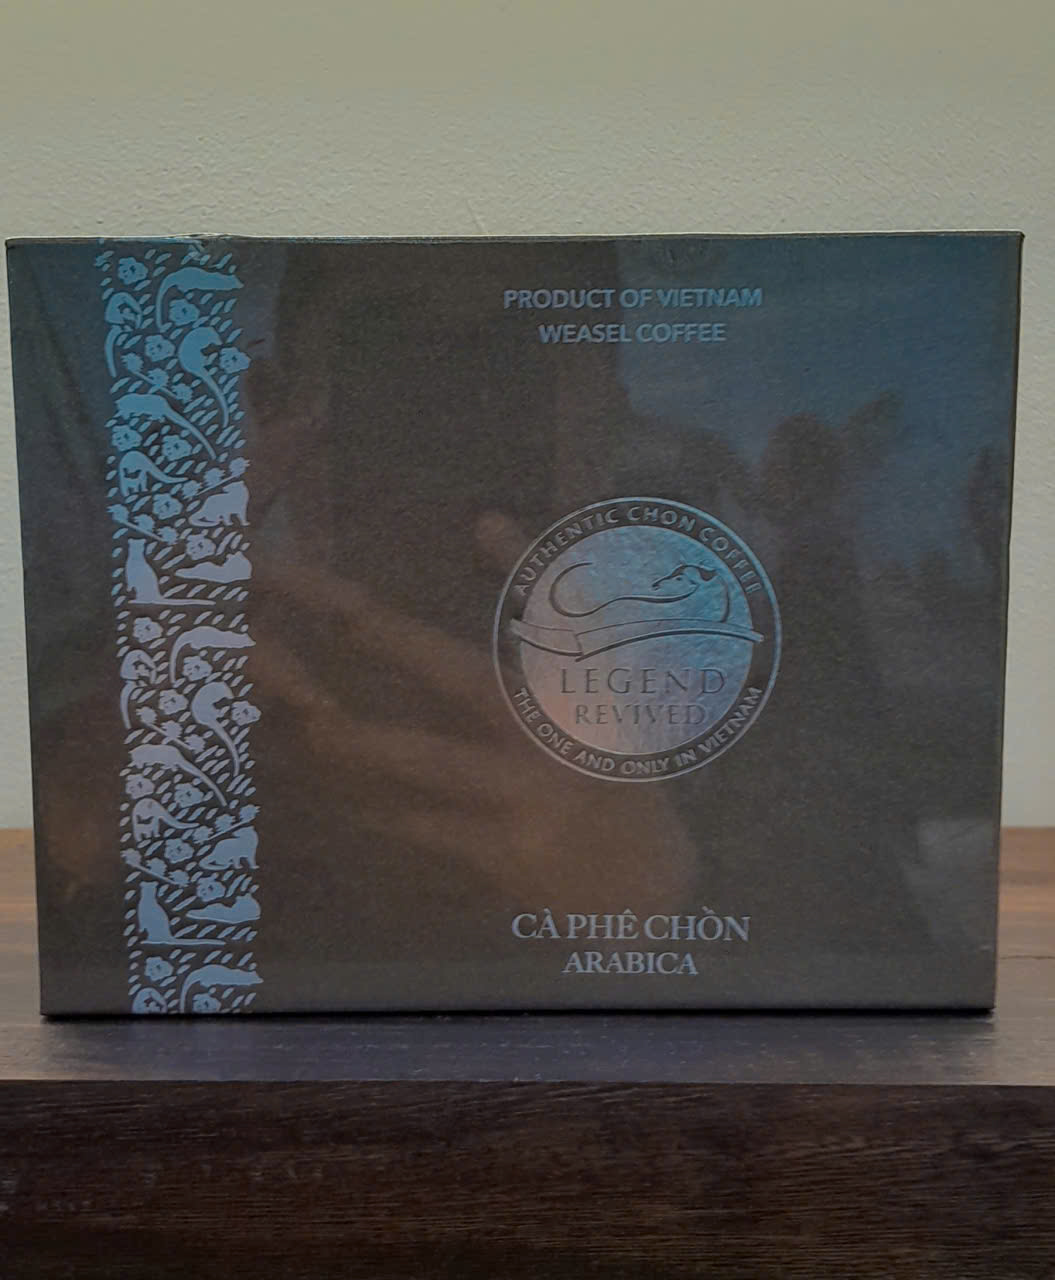 PRODUCT OF VIETNAM
WEASEL COFFEE
AUTHENTIC CHON COFFEE
LEGEND
REVIVED
THE ONE AND ONLY IN VIETNAM
CÀ PHÊ CHỒN
ARABICA